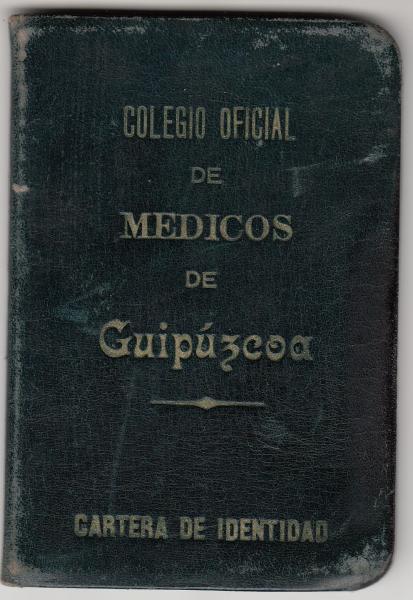 COLEGIO OFICIAL
DE
MEDICOS
DE
Guipúzcoa
CARTERA DE IDENTIDAD